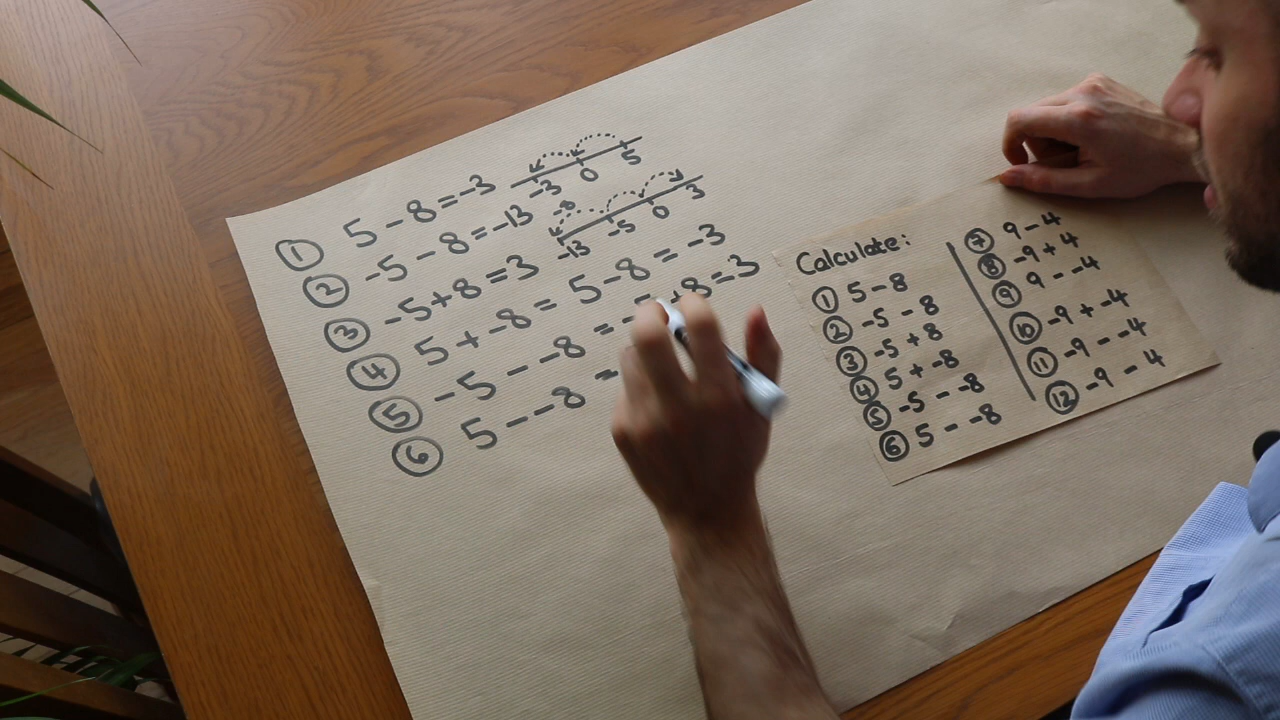 ① 5 - 8 = -3
-3 0 5
② -5 - 8 = -13
-8
-13 -5 0 3
③ -5 + 8 = 3
④ 5 + -8 = 5 - 8 = -3
⑤ -5 - -8 = - +8 = 3
⑥ 5 - -8 =
Calculate:
① 5 - 8
② -5 - 8
③ -5 + 8
④ 5 + -8
⑤ -5 - -8
⑥ 5 - -8
⑦ 9 - 4
⑧ -9 + 4
⑨ 9 - -4
⑩ -9 + -4
⑪ -9 - -4
⑫ -9 - 4